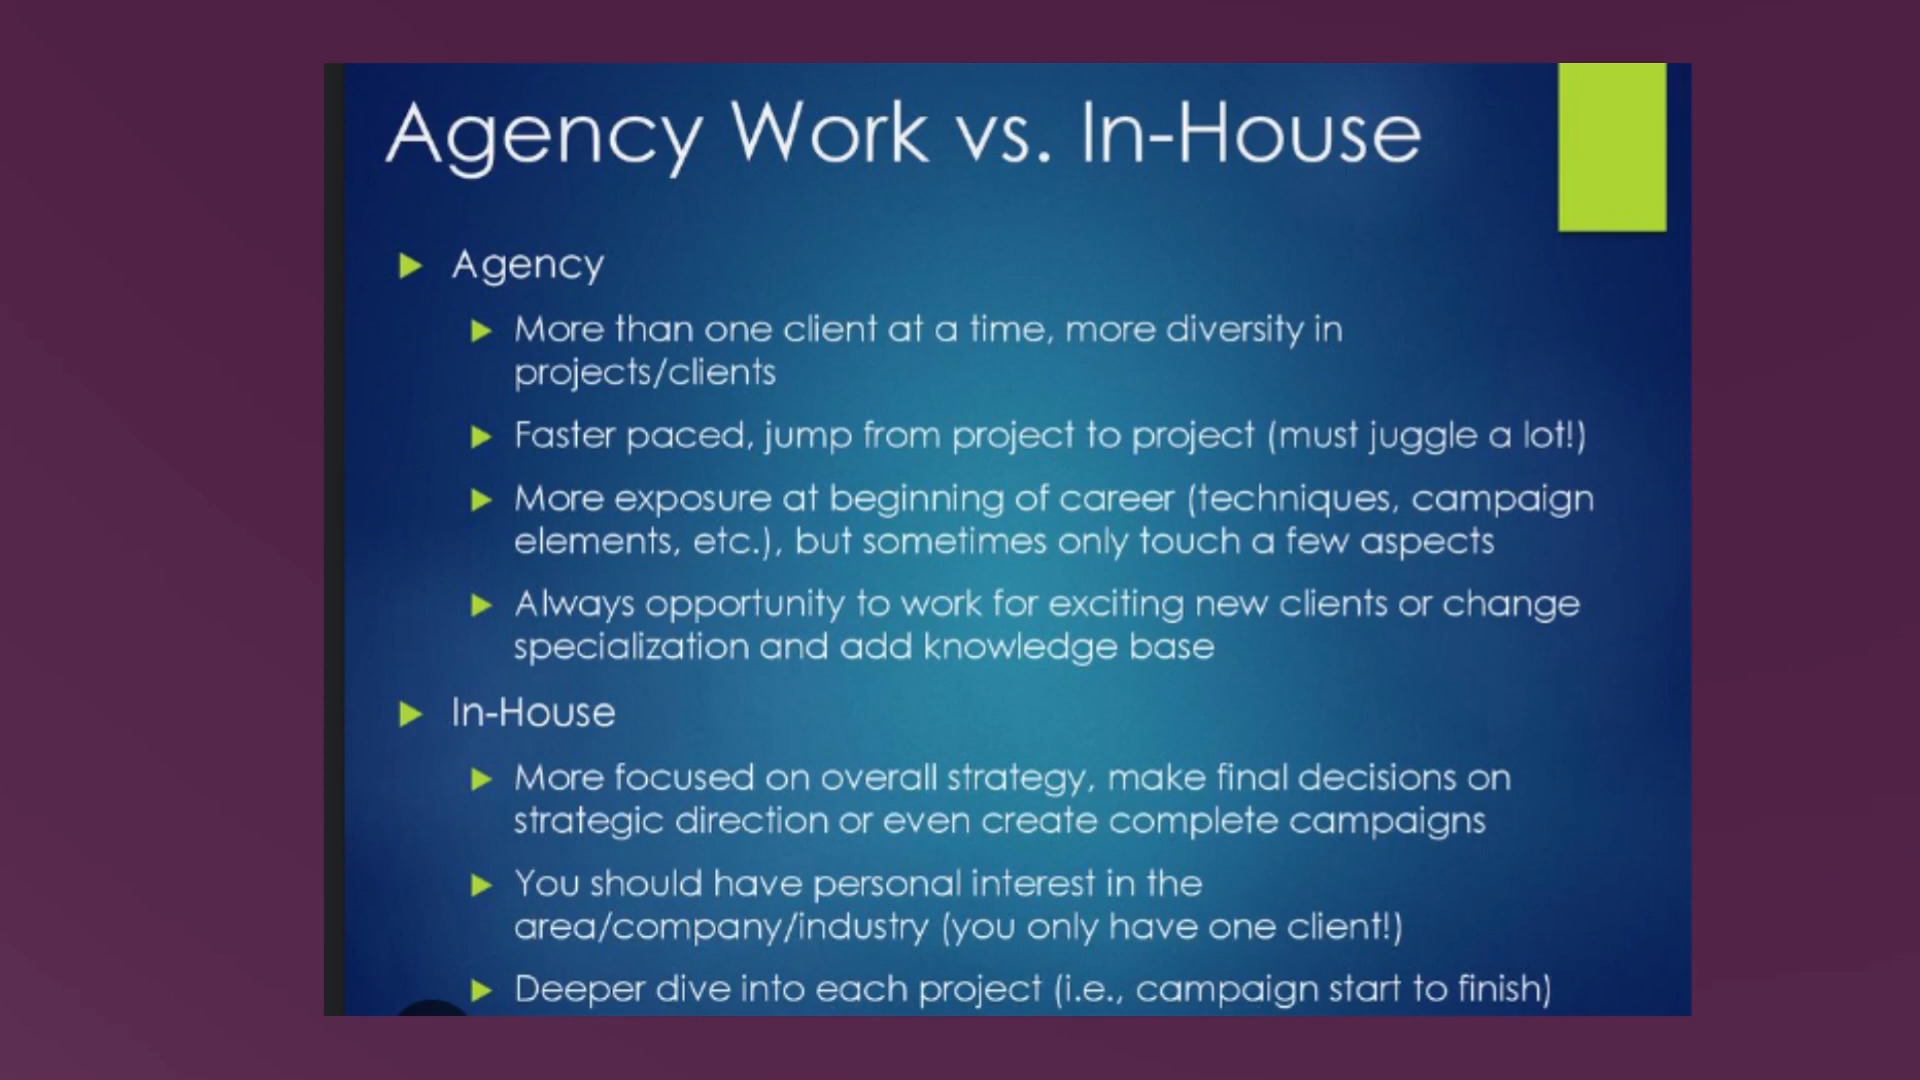 Agency Work vs. In-House
Agency
More than one client at a time, more diversity in
projects/clients
Faster paced, jump from project to project (must juggle a lot!)
More exposure at beginning of career (techniques, campaign
elements, etc.), but sometimes only touch a few aspects
Always opportunity to work for exciting new clients or change
specialization and add knowledge base
In-House
More focused on overall strategy, make final decisions on
strategic direction or even create complete campaigns
You should have personal interest in the
area/company/industry (you only have one client!)
Deeper dive into each project (i.e., campaign start to finish)